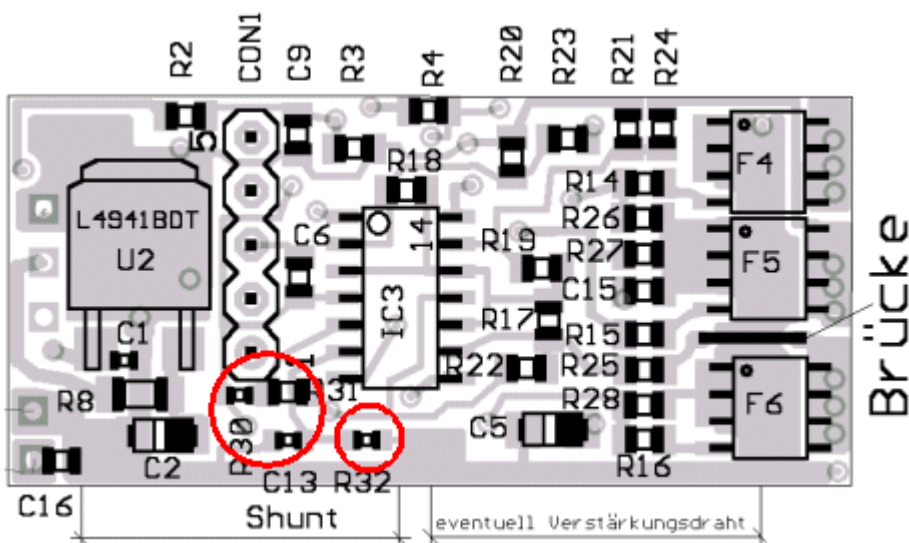 R2
CON1
C9
R3
R4
R20
R23
R21
R24
5
R18
R14
F4
L4941BDT
U2
14
R26
C6
R19
R27
F5
IC3
C15
R17
R15
Brücke
C1
1
R22
R25
R8
R31
R28
F6
R30
C5
C2
R16
C13
R32
C16
Shunt
eventuell Verstärkungsdraht